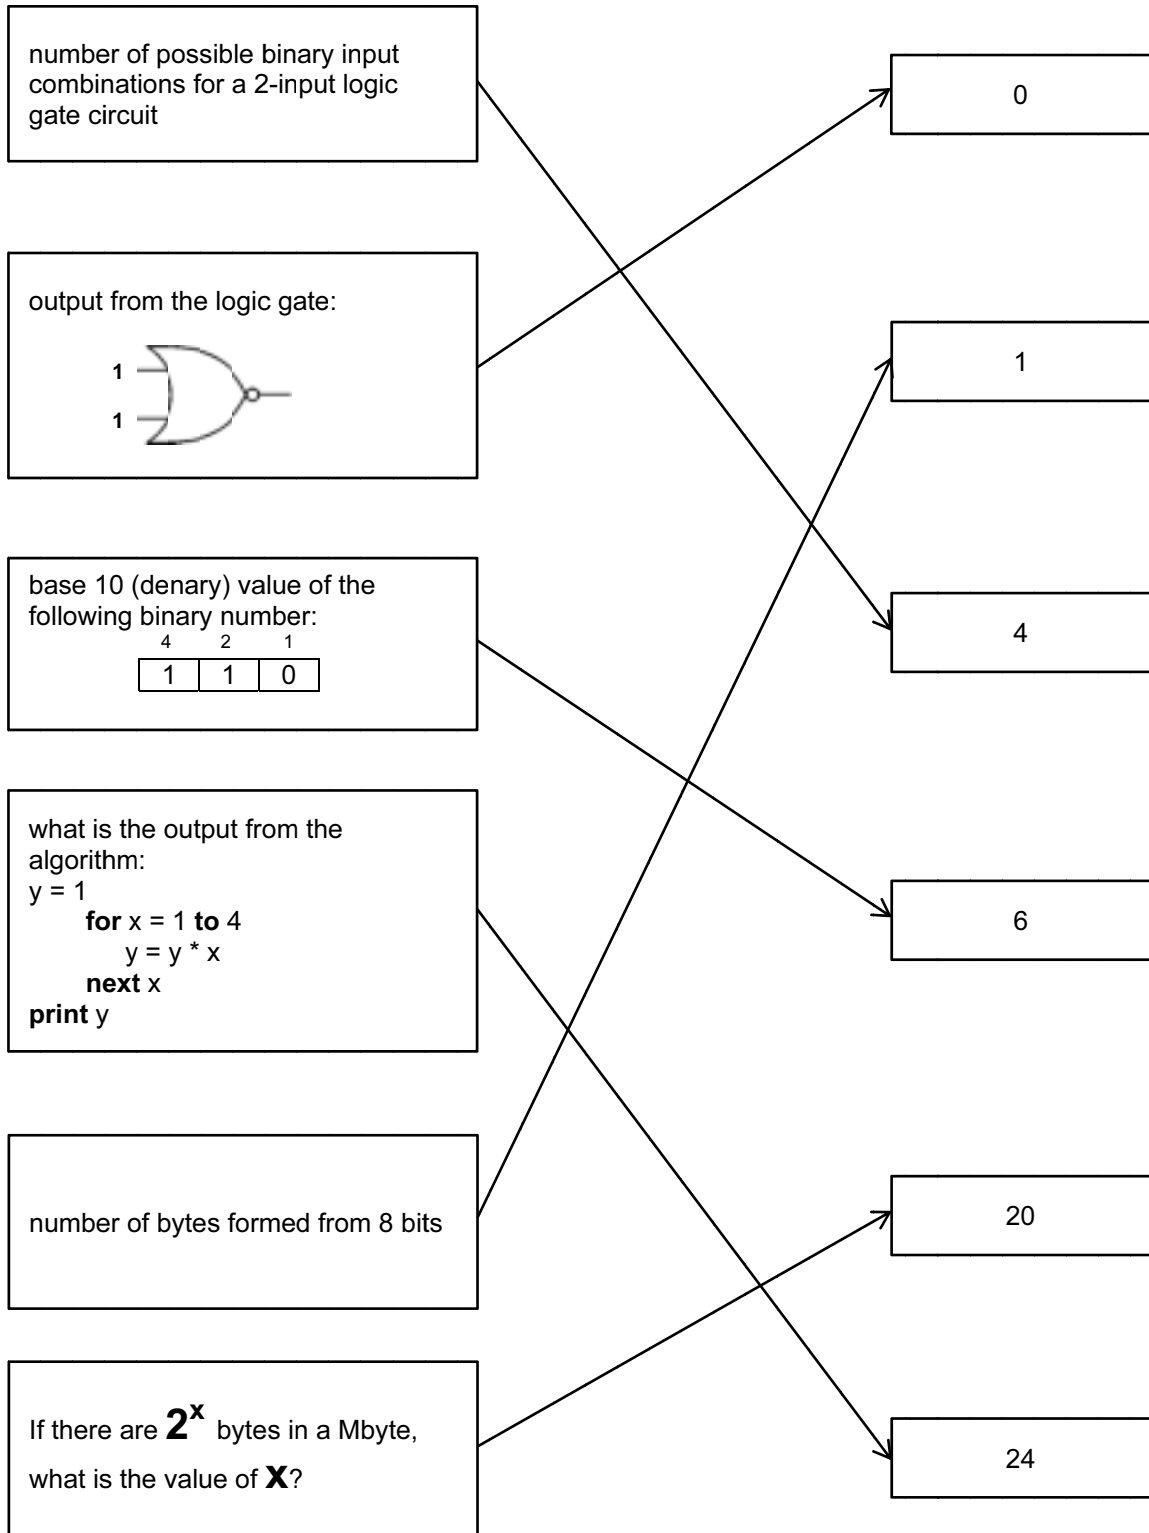 number of possible binary input
combinations for a 2-input logic
gate circuit
output from the logic gate:
1
1
base 10 (denary) value of the
following binary number:
4 2 1
1 1 0
what is the output from the
algorithm:
y = 1
for x = 1 to 4
y = y * x
next x
print y
number of bytes formed from 8 bits
If there are 2^x bytes in a Mbyte,
what is the value of x?
0
1
4
6
20
24